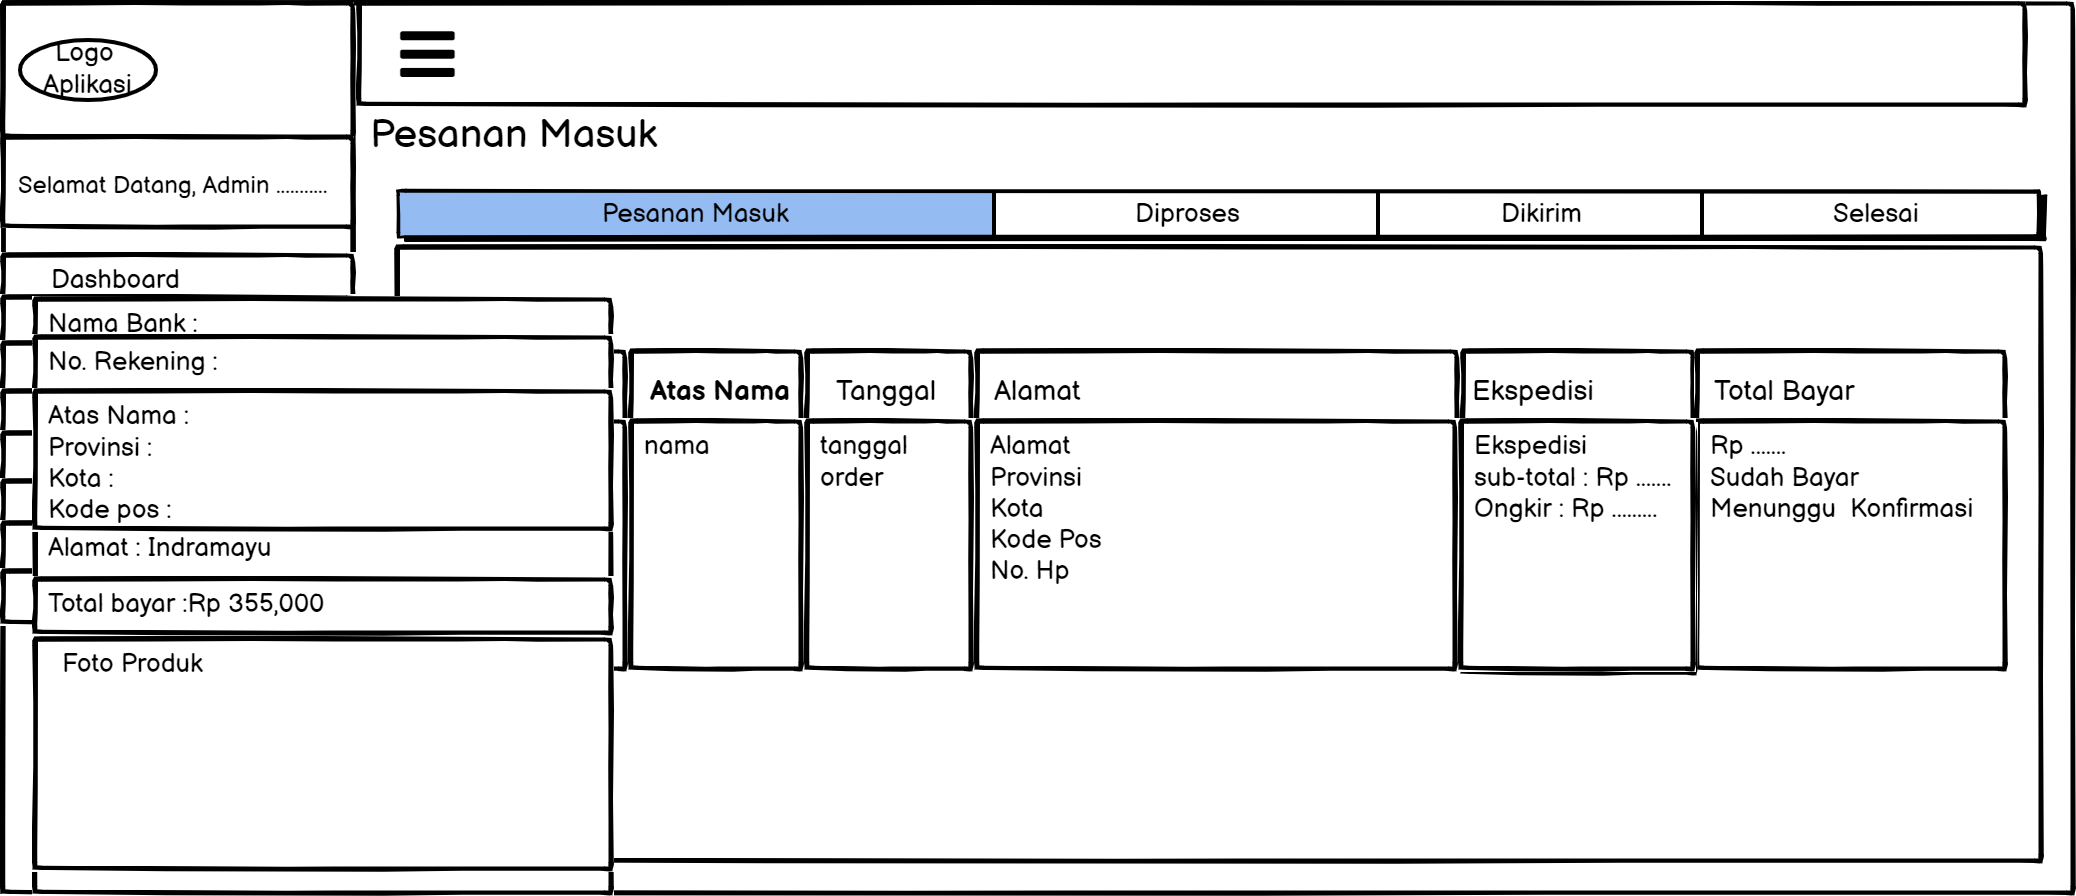 Logo
Aplikasi
Selamat Datang, Admin ...........
Dashboard
Pesanan Masuk
Pesanan Masuk
Diproses
Dikirim
Selesai
Nama Bank :
No. Rekening :
Atas Nama :
Provinsi :
Kota :
Kode pos :
Alamat : Indramayu
Total bayar :Rp 355,000
Foto Produk
Atas Nama
Tanggal
Alamat
Ekspedisi
Total Bayar
nama
tanggal
order
Alamat
Provinsi
Kota
Kode Pos
No. Hp
Ekspedisi
sub-total : Rp .......
Ongkir : Rp .........
Rp .......
Sudah Bayar
Menunggu  Konfirmasi